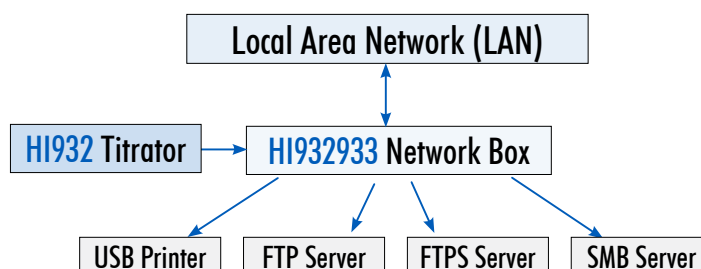 Local Area Network (LAN)
HI932 Titrator
HI932933 Network Box
USB Printer
FTP Server
FTPS Server
SMB Server